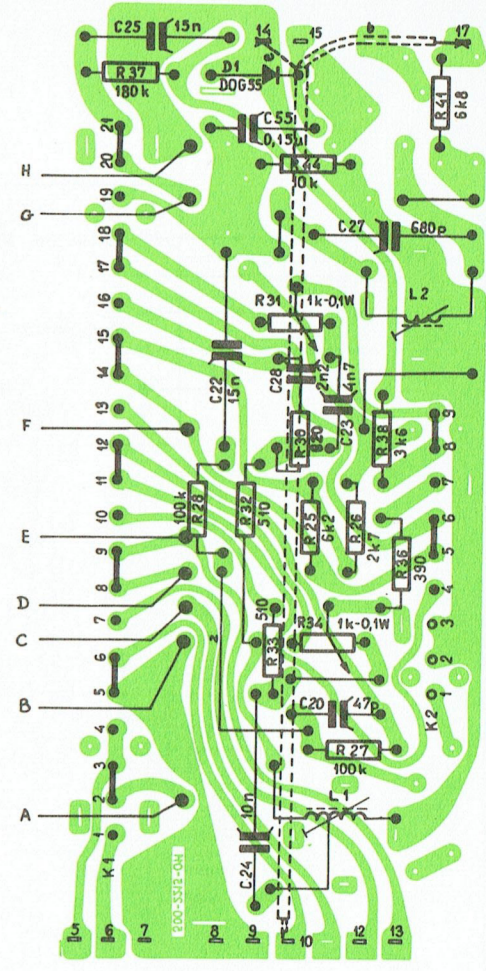 C25
15n
14
15
6
17
R37
180k
D1
DOG55
R41
6k8
C55
0,15µ
21
20
H
R44
10k
19
G
18
C27
680p
17
16
L2
R31
1k-0,1W
15
C22
15n
C28
2n2
4n7
C23
14
13
F
R30
820
R38
3k6
9
8
12
11
100k
R28
R32
510
R25
6k2
R26
2k7
7
10
E
6
5
R36
390
9
8
D
4
C
7
510
R33
R34
1k-0,1W
3
2
2
B
6
5
C20
47p
1
K2
4
R27
100k
3
2
A
10n
L1
C24
1
K1
5
6
7
8
9
10
12
13